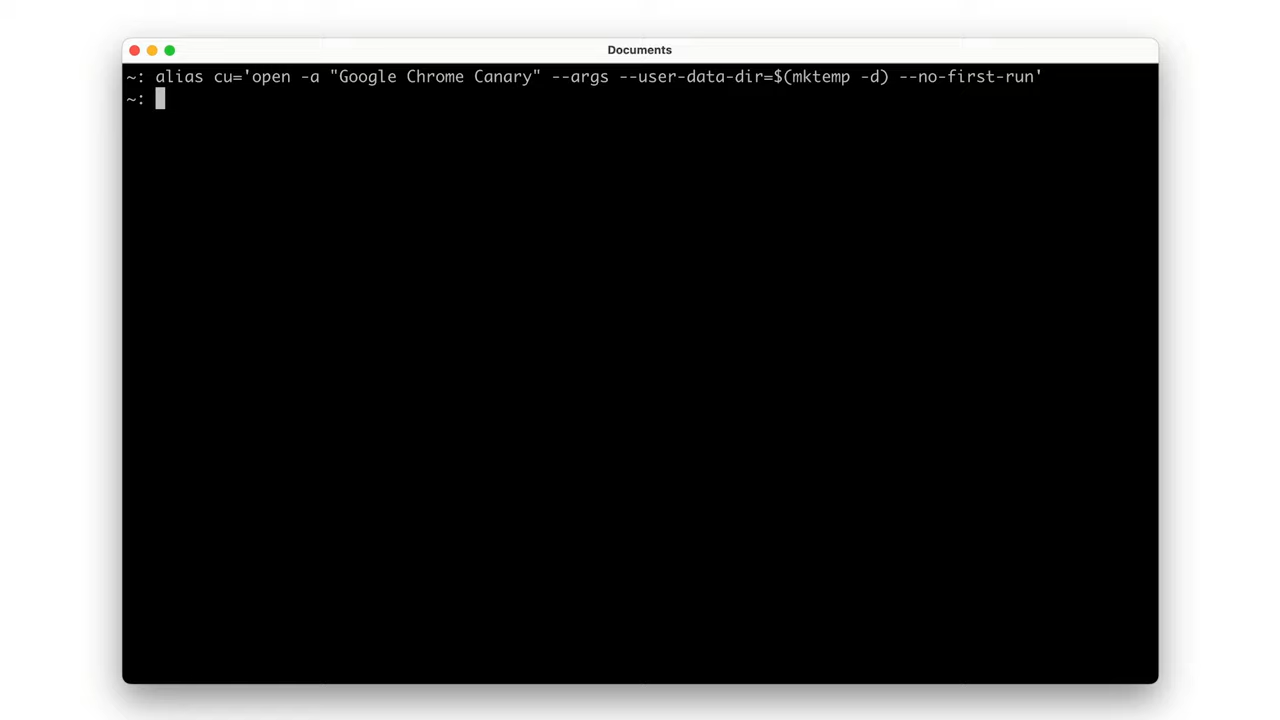 Documents
~: alias cu='open -a "Google Chrome Canary" --args --user-data-dir=$(mktemp -d) --no-first-run'
~: